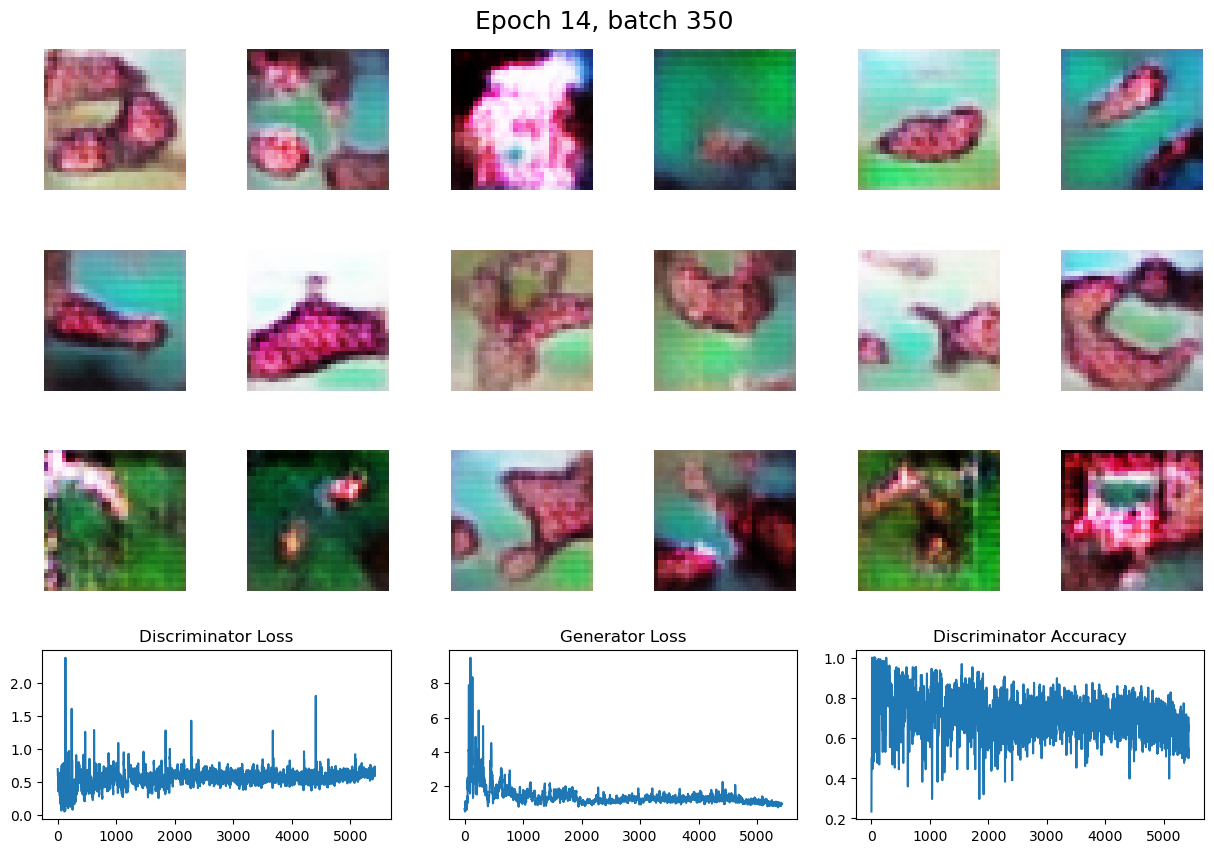 Epoch 14, batch 350
Discriminator Loss
Generator Loss
Discriminator Accuracy
2.0
1.5
1.0
0.5
0.0
0 1000 2000 3000 4000 5000
8
6
4
2
0 1000 2000 3000 4000 5000
1.0
0.8
0.6
0.4
0.2
0 1000 2000 3000 4000 5000